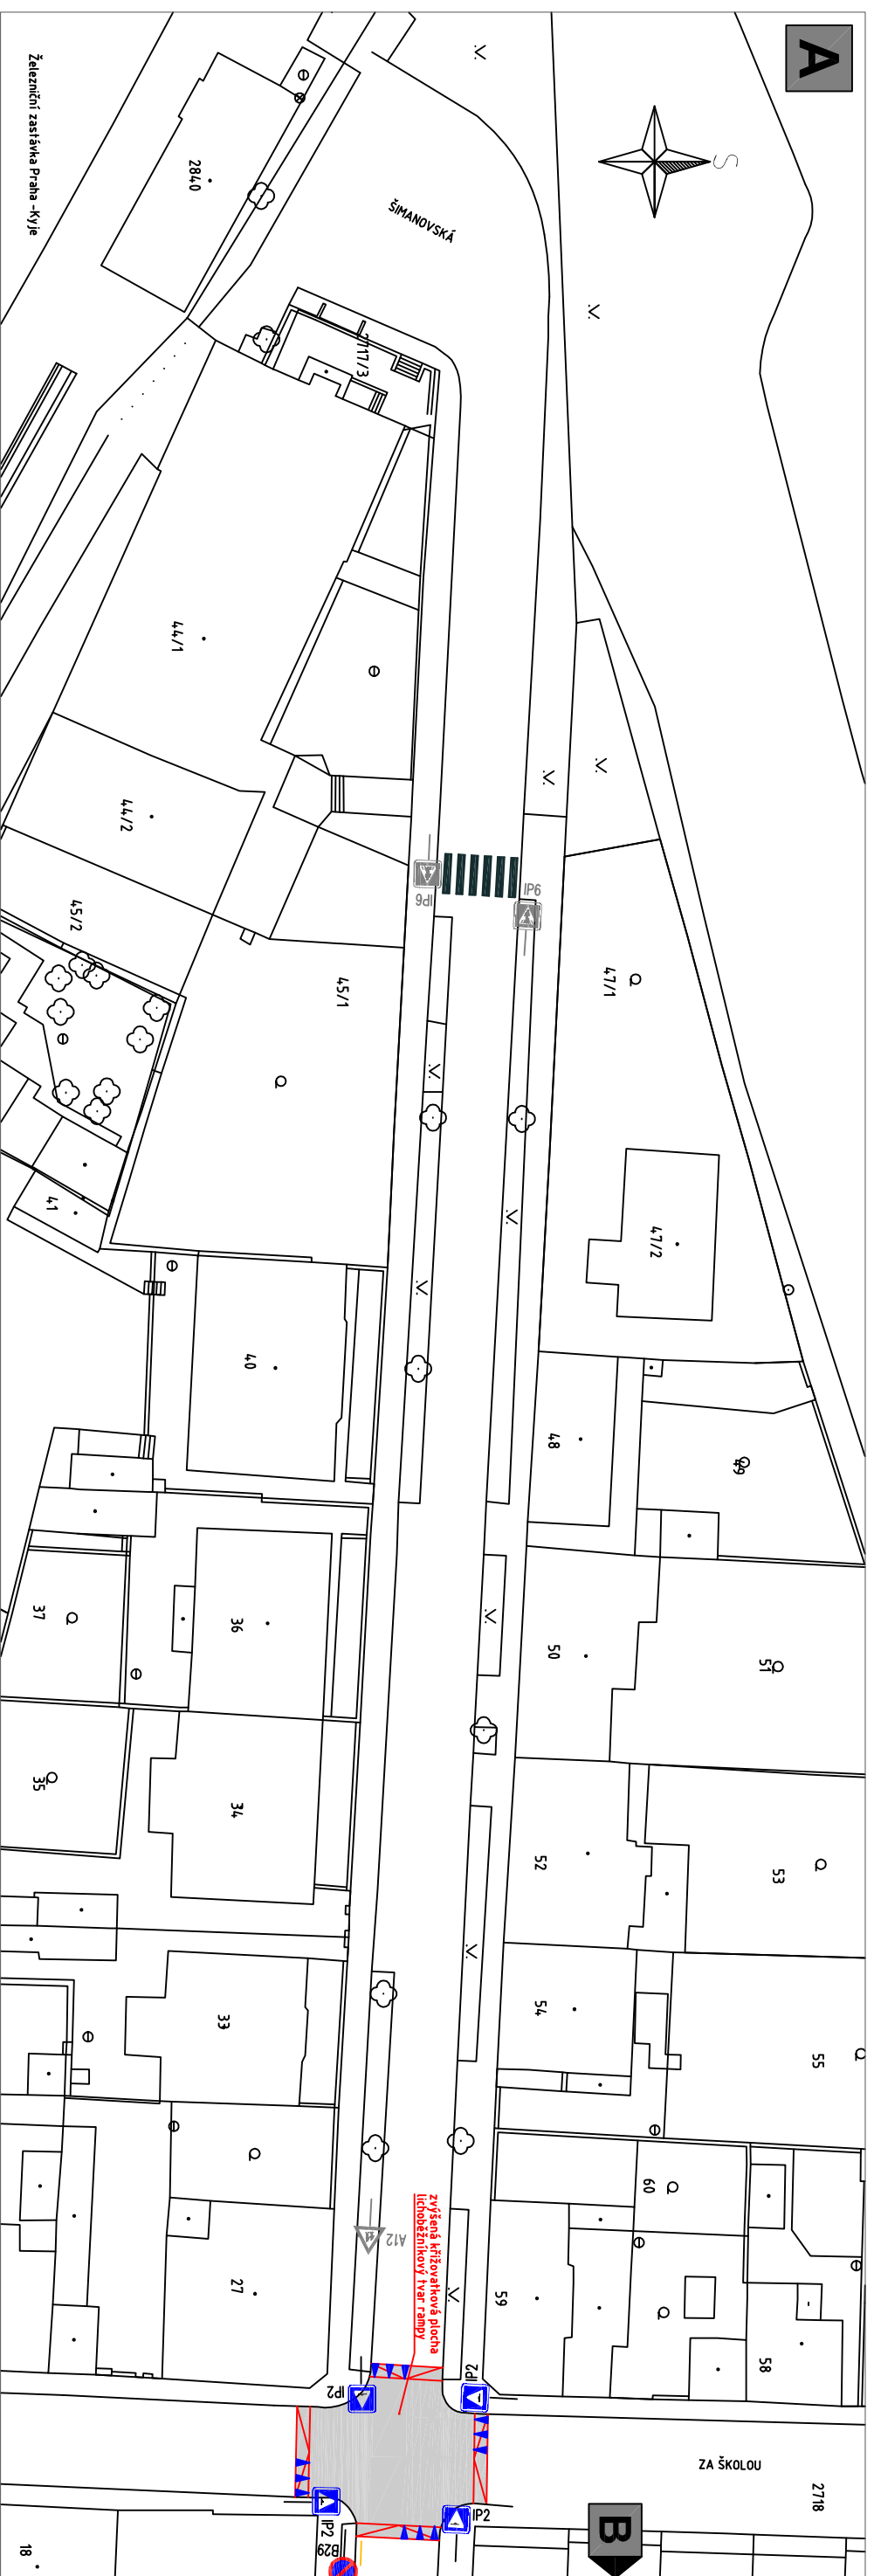 A
S
Železniční zastávka Praha -Kyje
2840
ŠIMANOVSKÁ
2717/3
44/1
44/2
45/2
IP6
IP6
45/1
47/1
41
47/2
40
48
49
37
36
50
51
35
34
52
53
33
54
55
60
27
A12
zvýšená křižovatková plocha
lichoběžníkový tvar rampy
59
58
IP2
IP2
ZA ŠKOLOU
2718
IP2
IP2
B29
B
18